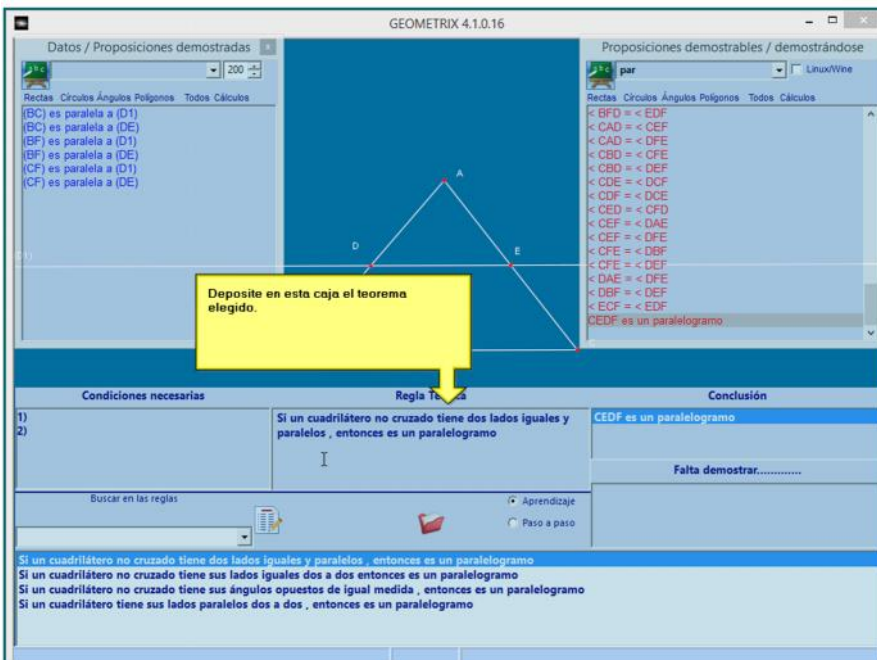 GEOMETRIX 4.1.0.16
Datos / Proposiciones demostradas
200
Rectas Círculos Ángulos Polígonos Todos Cálculos
(BC) es paralela a (D1)
(BC) es paralela a (DE)
(BF) es paralela a (D1)
(BF) es paralela a (DE)
(CF) es paralela a (D1)
(CF) es paralela a (DE)
D1)
A
D
E
Deposite en esta caja el teorema
elegido.
Proposiciones demostrables / demostrándose
par
Linux/Wine
Rectas Círculos Ángulos Polígonos Todos Cálculos
< BFD = < EDF
< CAD = < CEF
< CAD = < DFE
< CBD = < CFE
< CBD = < DEF
< CDE = < DCF
< CDF = < DCE
< CED = < CFD
< CEF = < DAE
< CEF = < DFE
< CFE = < DBF
< CFE = < DEF
< DAE = < DFE
< DBF = < DEF
< ECF = < EDF
CEDF es un paralelogramo
Condiciones necesarias
1)
2)
Regla
Si un cuadrilátero no cruzado tiene dos lados iguales y
paralelos , entonces es un paralelogramo
Conclusión
CEDF es un paralelogramo
Falta demostrar.............
Buscar en las reglas
Aprendizaje
Paso a paso
Si un cuadrilátero no cruzado tiene dos lados iguales y paralelos , entonces es un paralelogramo
Si un cuadrilátero no cruzado tiene sus lados iguales dos a dos entonces es un paralelogramo
Si un cuadrilátero no cruzado tiene sus ángulos opuestos de igual medida , entonces es un paralelogramo
Si un cuadrilátero tiene sus lados paralelos dos a dos , entonces es un paralelogramo